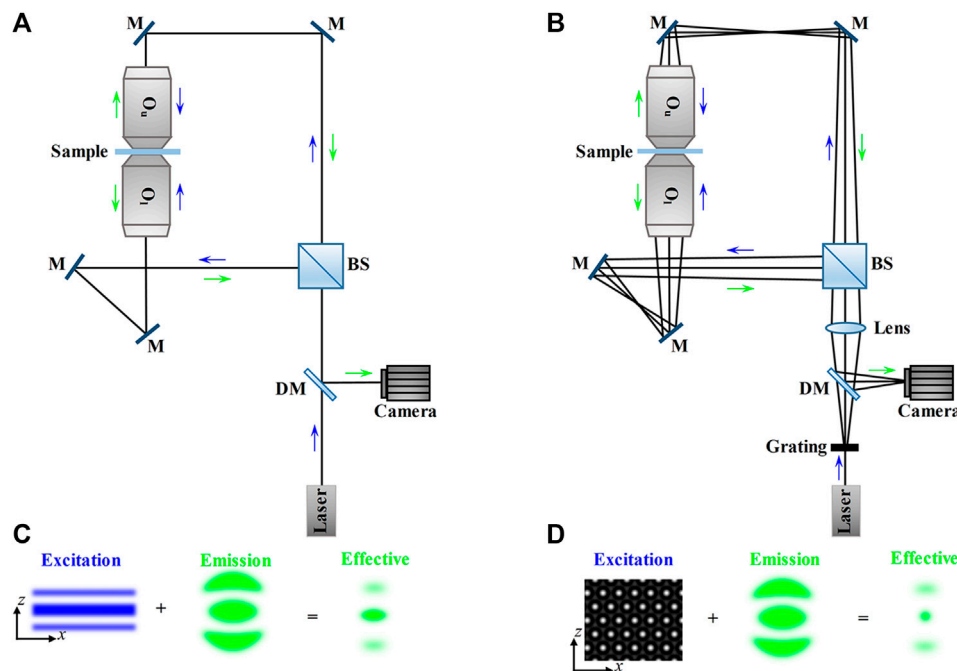 A
M
M
Oᵤ
Sample
Oₗ
M
BS
M
DM
Camera
Laser
B
M
M
Oᵤ
Sample
Oₗ
M
BS
M
Lens
DM
Camera
Grating
Laser
C
Excitation
Emission
Effective
z
x
+
=
D
Excitation
Emission
Effective
z
x
+
=